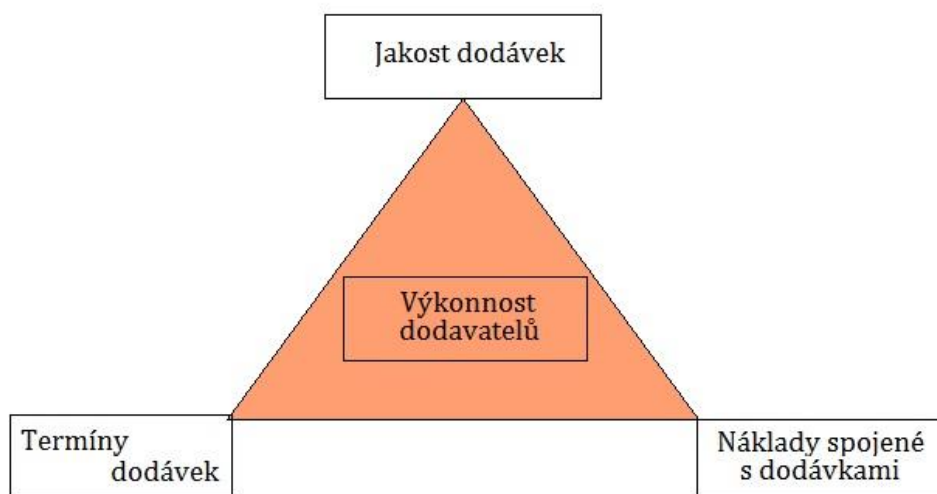 Jakost dodávek
Výkonnost
dodavatelů
Termíny
dodávek
Náklady spojené
s dodávkami